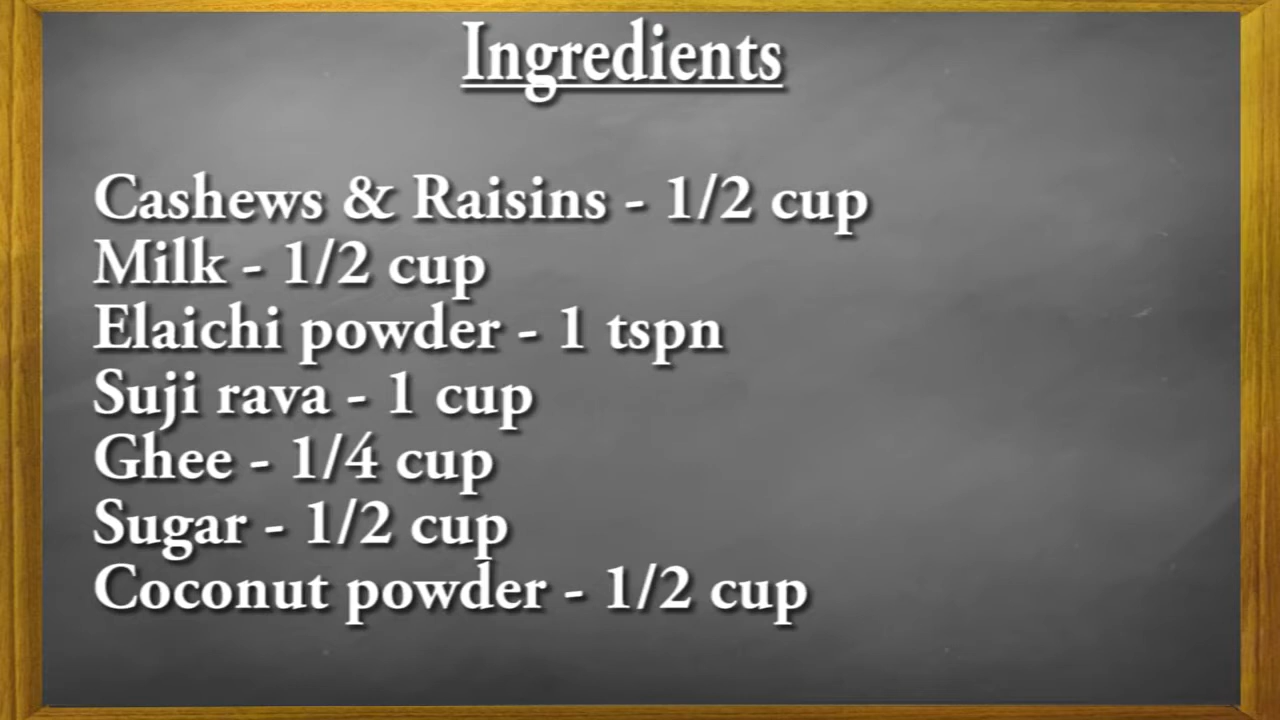 Ingredients
Cashews & Raisins - 1/2 cup
Milk - 1/2 cup
Elaichi powder - 1 tspn
Suji rava - 1 cup
Ghee - 1/4 cup
Sugar - 1/2 cup
Coconut powder - 1/2 cup